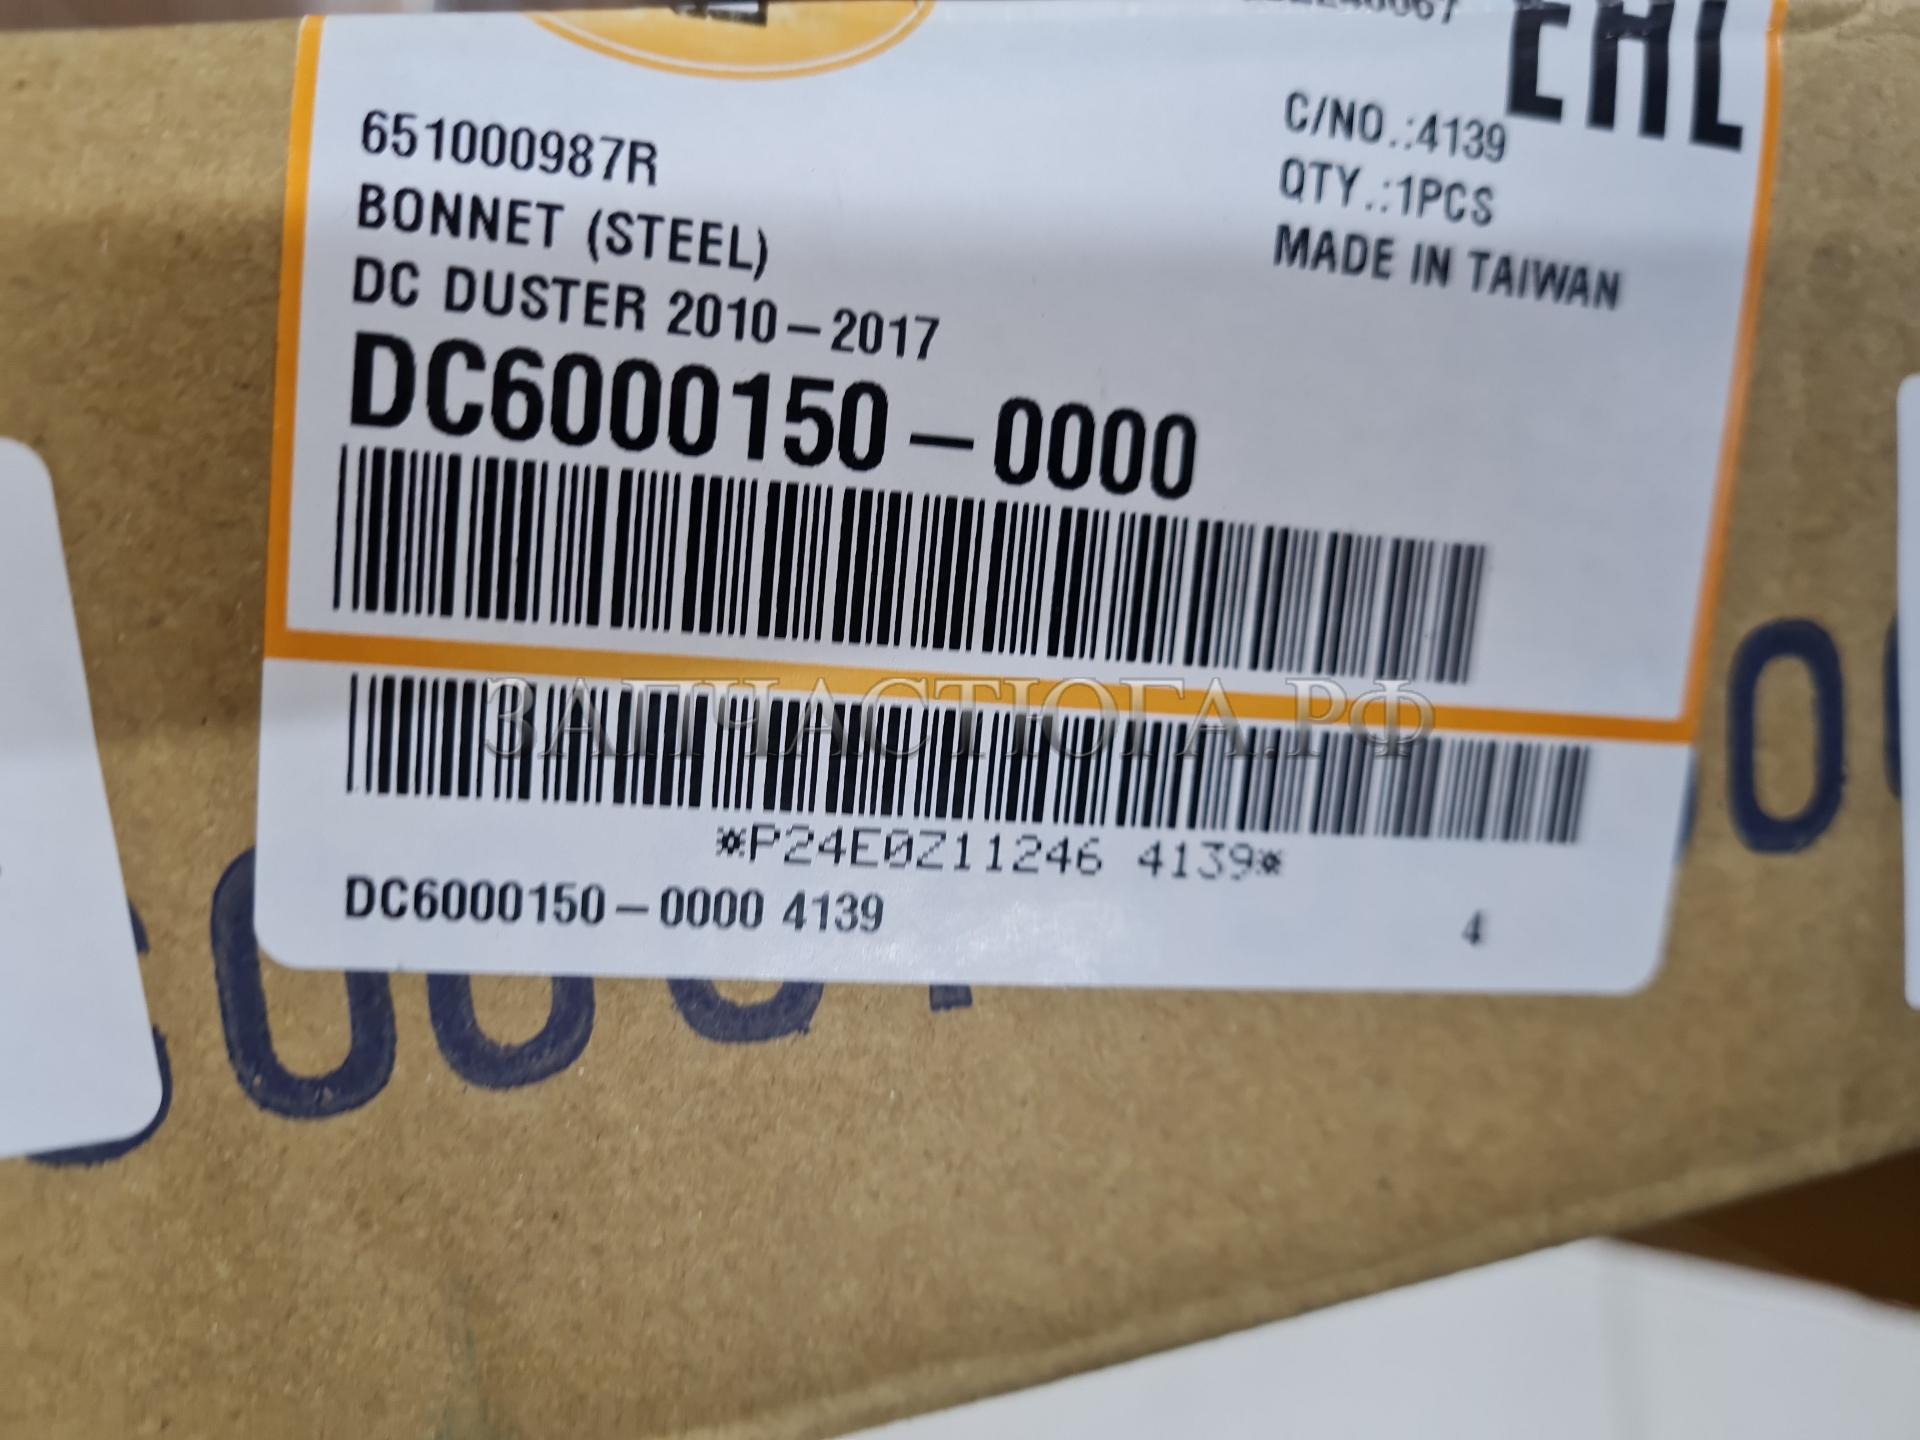 EAC
651000987R
C/NO.:4139
BONNET (STEEL)
QTY.:1PCS
DC DUSTER 2010-2017
MADE IN TAIWAN
DC6000150-0000
ЗАПЧАСТЮГА.РФ
*P24E0Z11246 4139*
DC6000150-0000 4139
4